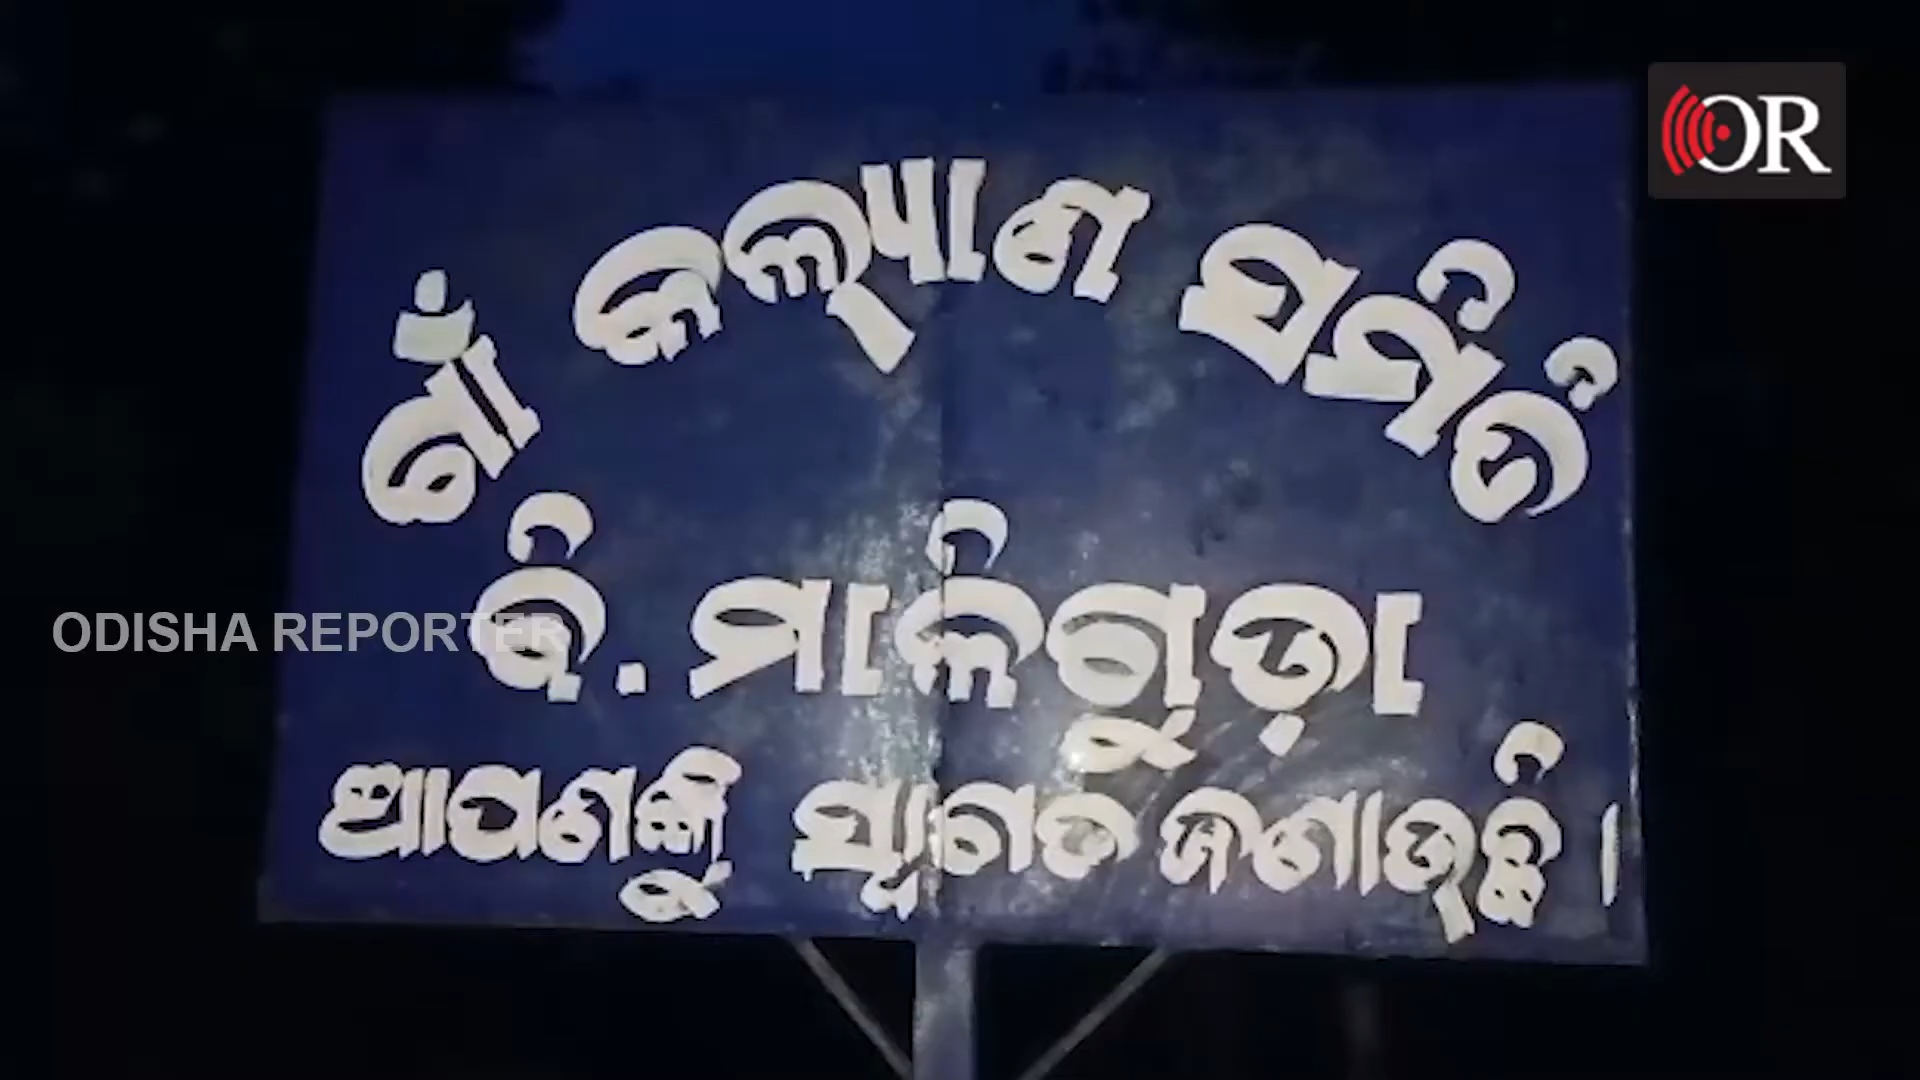 OR
ଗାଁ କଲ୍ୟାଣ ସମିତି
ବି. ମାଳିଗୁଡ଼ା
ଆପଣଙ୍କୁ ସ୍ୱାଗତ ଜଣାଉଛି ।
ODISHA REPORTER